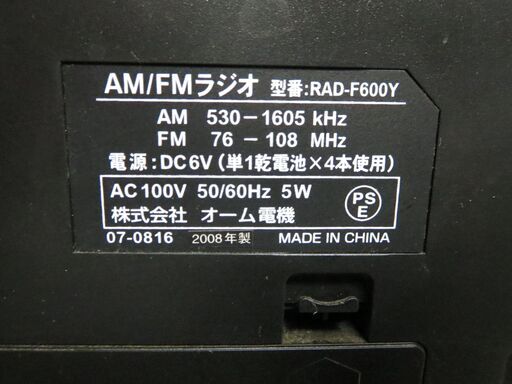 AM/FMラジオ 型番:RAD-F600Y
AM 530-1605 kHz
FM 76-108 MHz
電源:DC6V(単1乾電池×4本使用)
AC100V 50/60Hz 5W
株式会社 オーム電機
PS
E
07-0816 2008年製 MADE IN CHINA